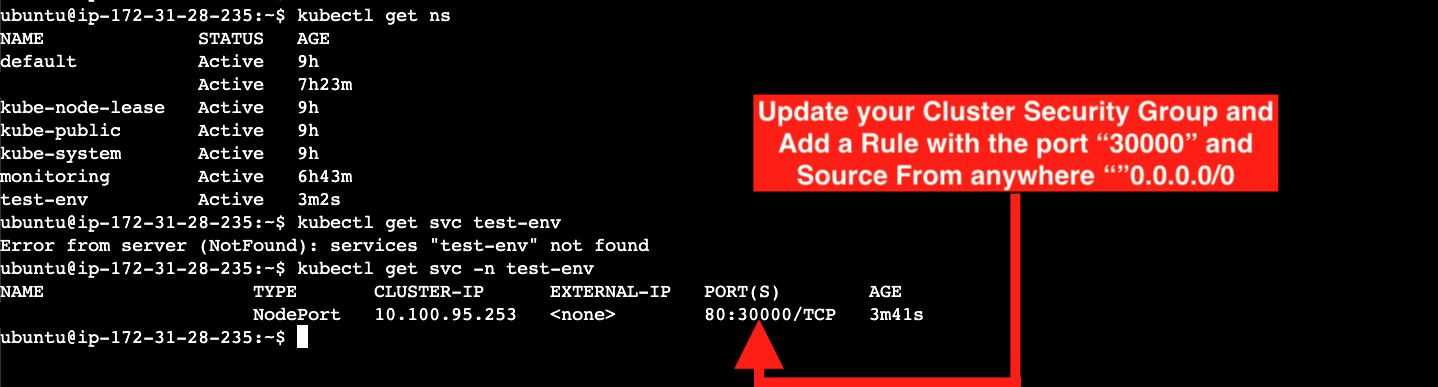 ubuntu@ip-172-31-28-235:~$ kubectl get ns
NAME STATUS AGE
default Active 9h
Active 7h23m
kube-node-lease Active 9h
kube-public Active 9h
kube-system Active 9h
monitoring Active 6h43m
test-env Active 3m2s
ubuntu@ip-172-31-28-235:~$ kubectl get svc test-env
Error from server (NotFound): services "test-env" not found
ubuntu@ip-172-31-28-235:~$ kubectl get svc -n test-env
NAME TYPE CLUSTER-IP EXTERNAL-IP PORT(S) AGE
NodePort 10.100.95.253 <none> 80:30000/TCP 3m41s
ubuntu@ip-172-31-28-235:~$
Update your Cluster Security Group and
Add a Rule with the port “30000” and
Source From anywhere “”0.0.0.0/0